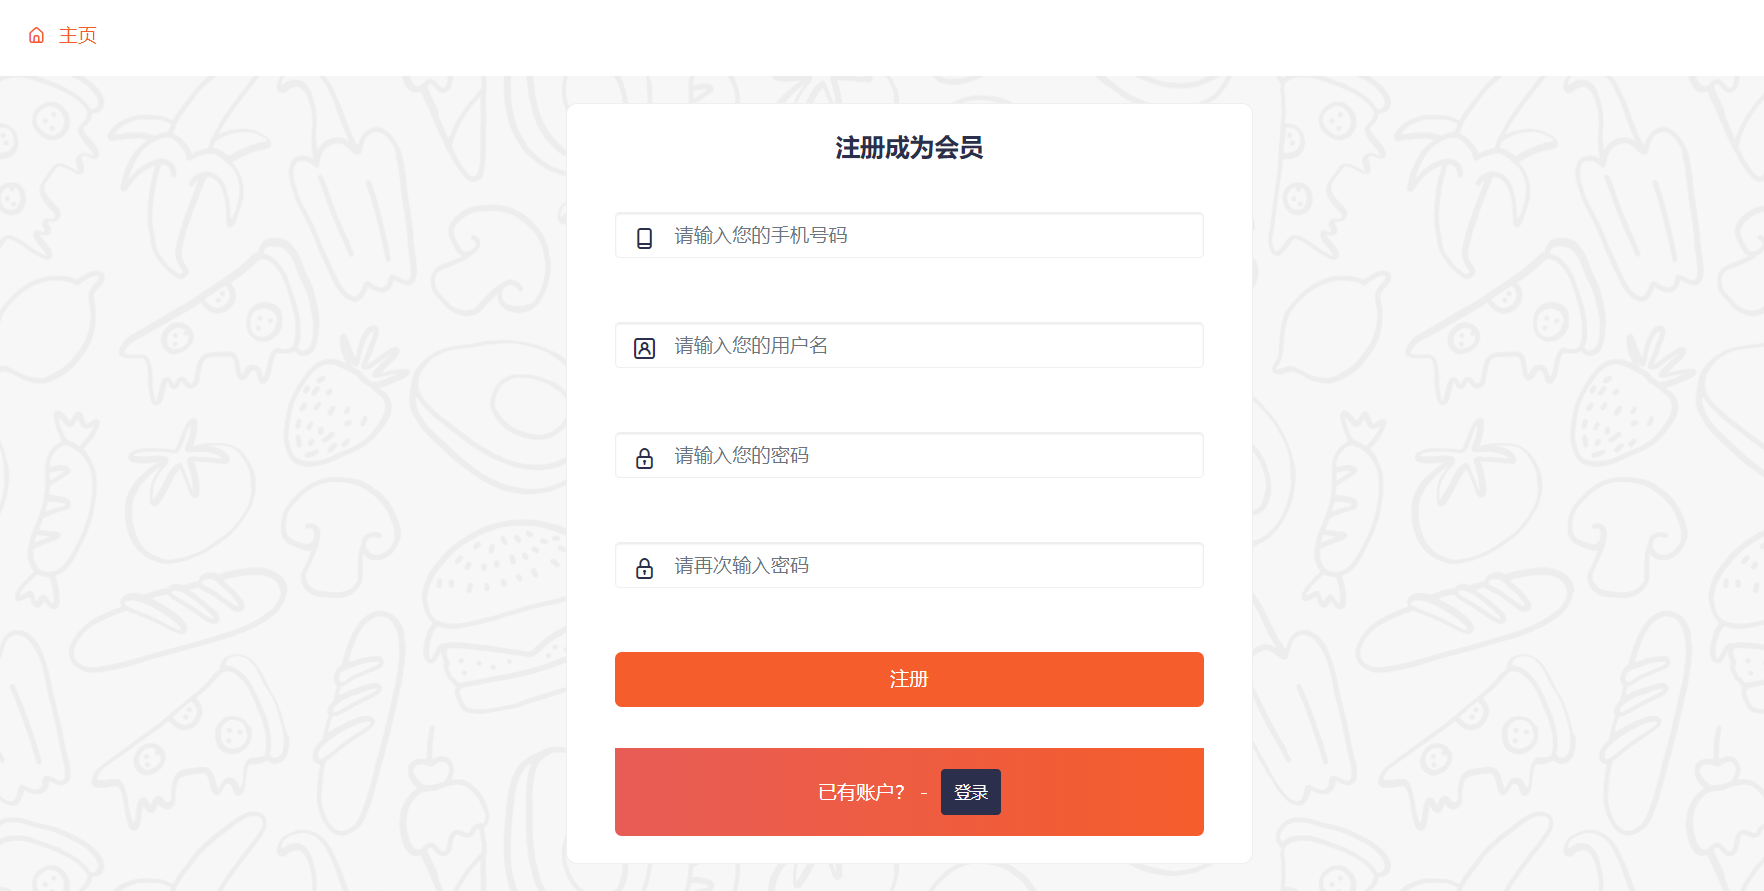 主页
注册成为会员
请输入您的手机号码
请输入您的用户名
请输入您的密码
请再次输入密码
注册
已有账户? - 登录